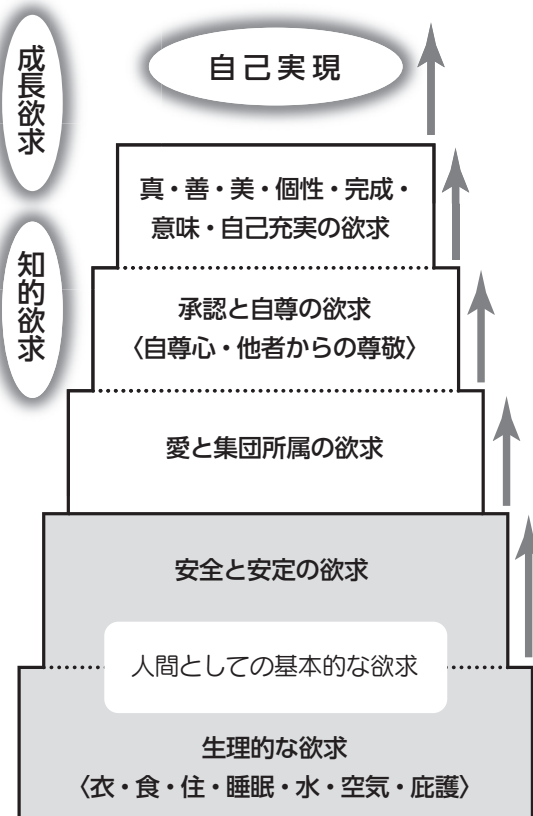 成長欲求
自己実現
真・善・美・個性・完成・
意味・自己充実の欲求
知的欲求
承認と自尊の欲求
〈自尊心・他者からの尊敬〉
愛と集団所属の欲求
安全と安定の欲求
人間としての基本的な欲求
生理的な欲求
〈衣・食・住・睡眠・水・空気・庇護〉